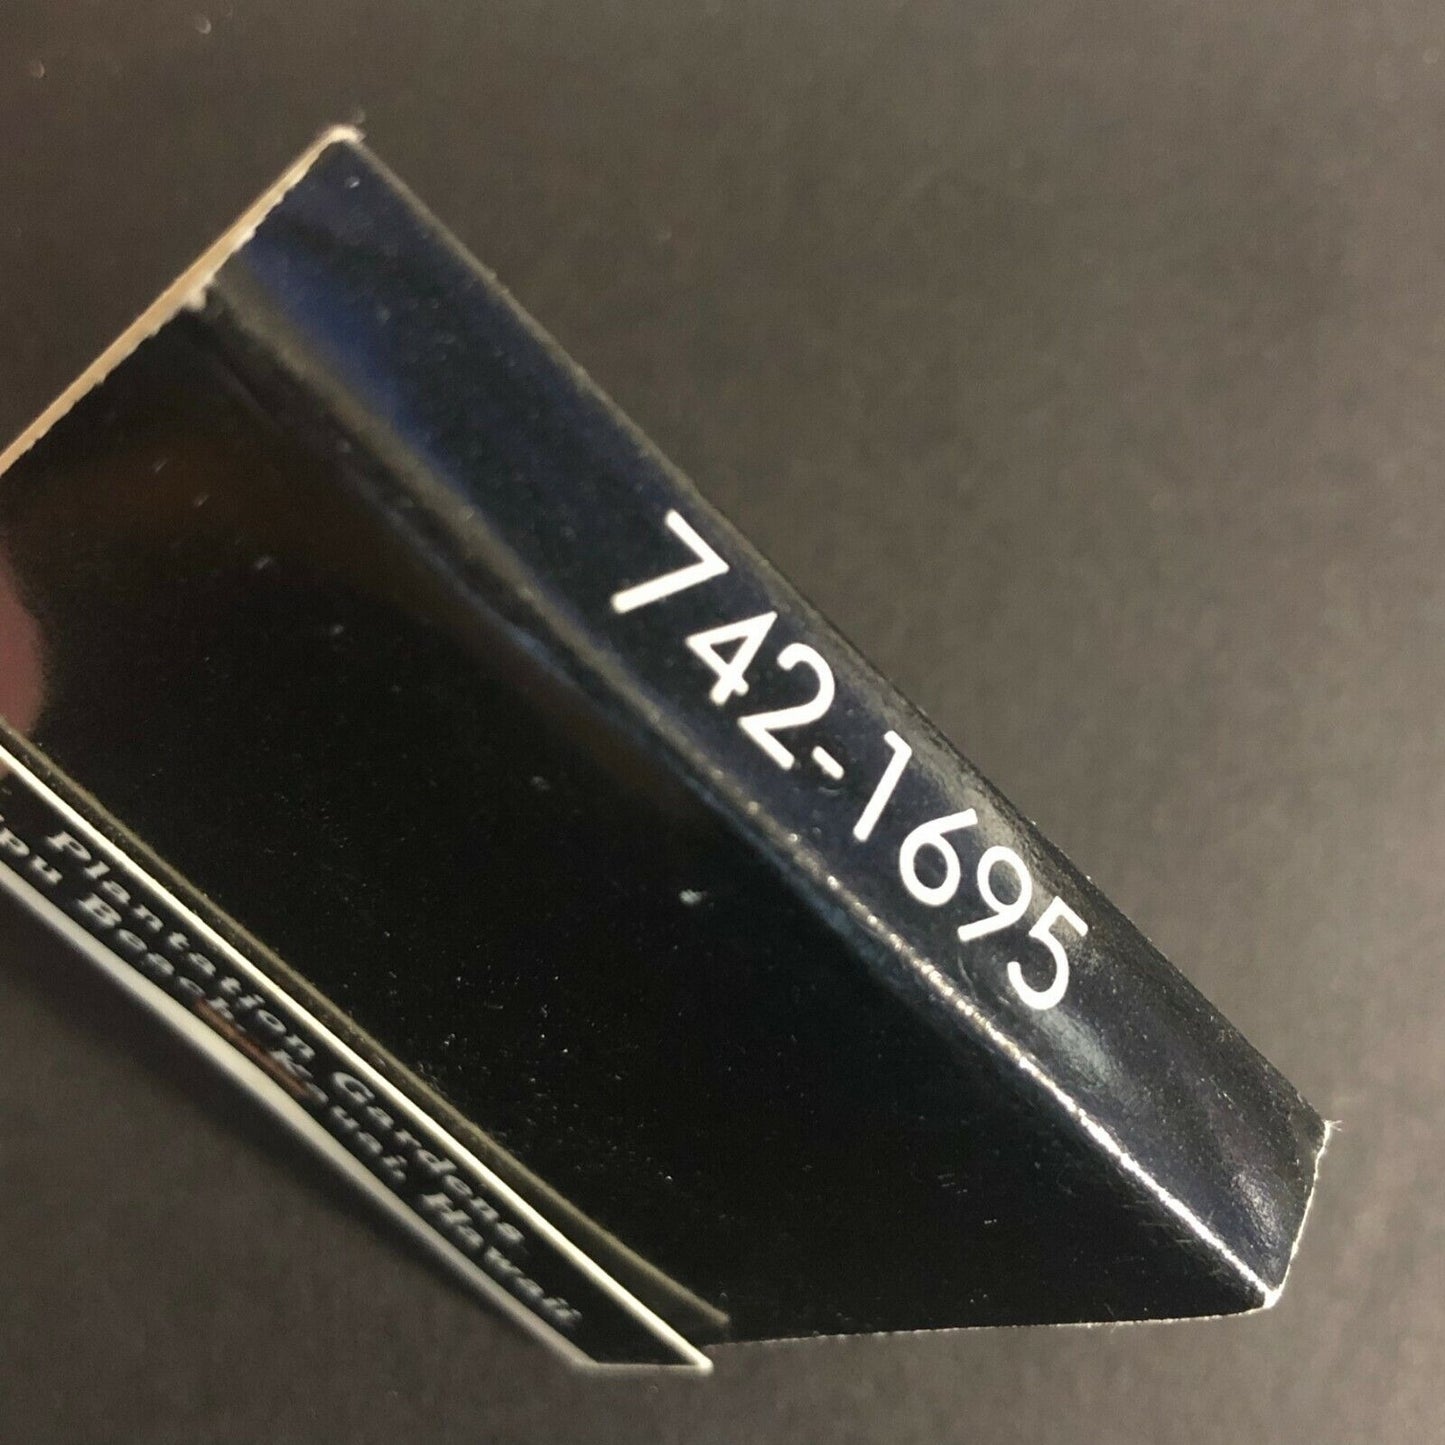 742-1695
Plantation Gardens
Beach, Kauai, Hawaii